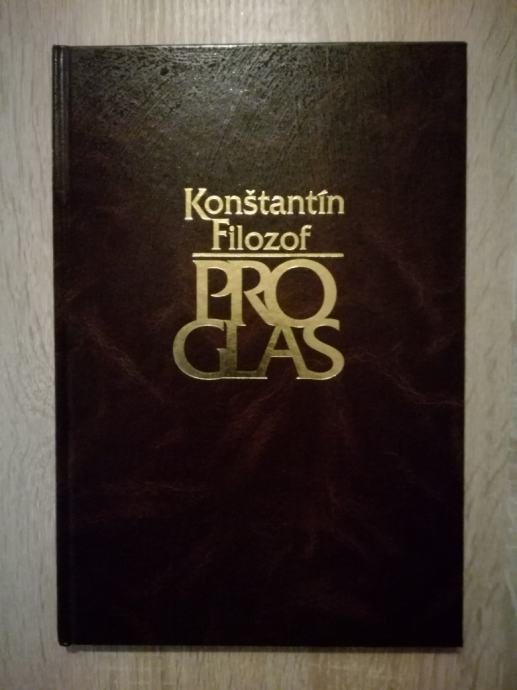 Konštantín
Filozof
PRO
GLAS